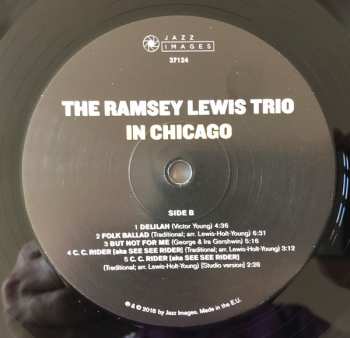 JAZZ
IMAGES
37124
THE RAMSEY LEWIS TRIO
IN CHICAGO
SIDE B
1 DELILAH (Victor Young) 4:36
2 FOLK BALLAD (Traditional; arr. Lewis-Holt-Young) 6:51
3 BUT NOT FOR ME (George & Ira Gershwin) 5:16
4 C. C. RIDER [aka SEE SEE RIDER] (Traditional; arr. Lewis-Holt-Young) 3:12
5 C. C. RIDER [aka SEE SEE RIDER]
(Traditional; arr. Lewis-Holt-Young) [Studio version] 2:26
℗ & © 2018 by Jazz Images. Made in the E.U.